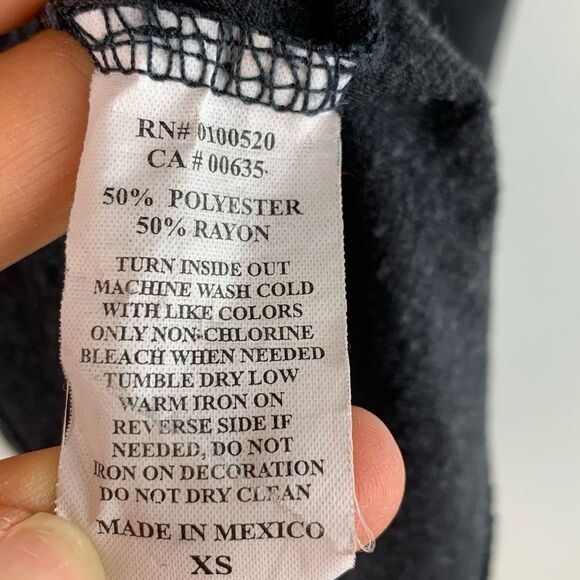 RN# 0100520
CA # 00635
50% POLYESTER
50% RAYON
TURN INSIDE OUT
MACHINE WASH COLD
WITH LIKE COLORS
ONLY NON-CHLORINE
BLEACH WHEN NEEDED
TUMBLE DRY LOW
WARM IRON ON
REVERSE SIDE IF
NEEDED, DO NOT
IRON ON DECORATION
DO NOT DRY CLEAN
MADE IN MEXICO
XS